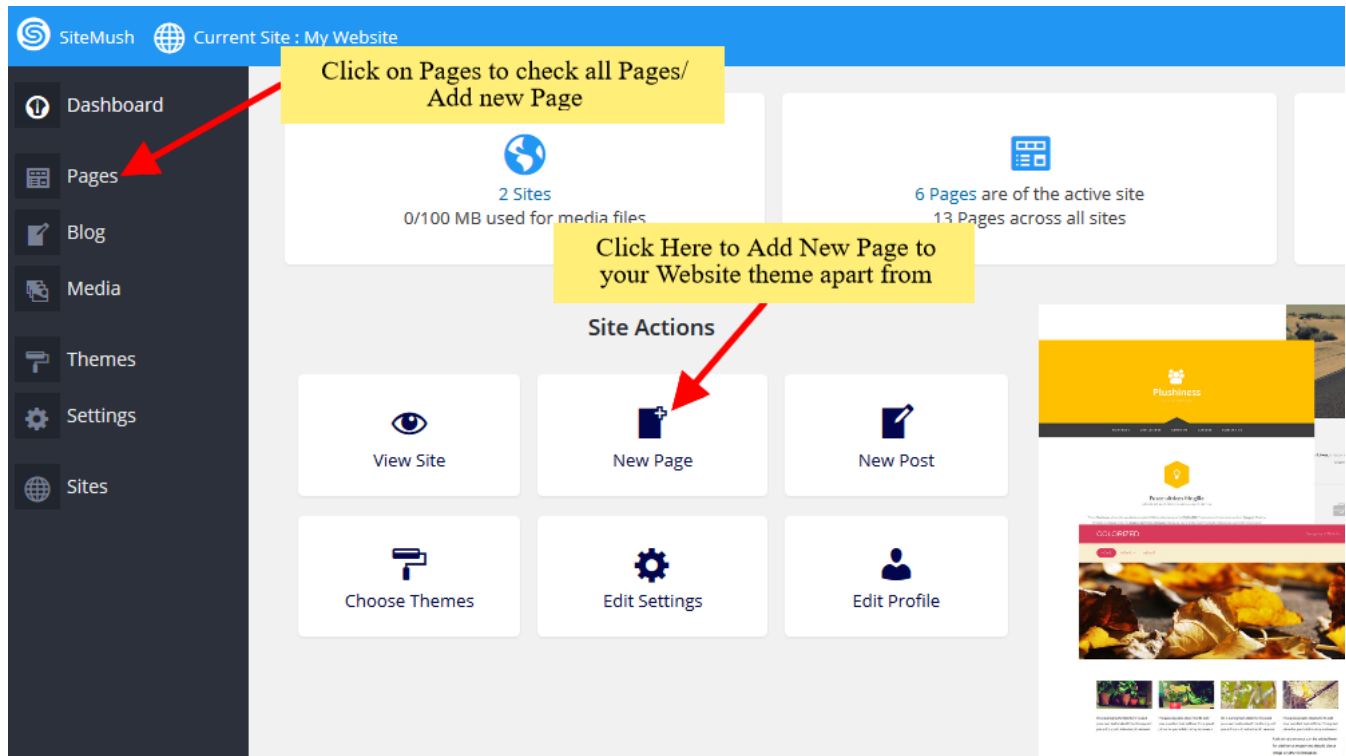 SiteMush Current Site : My Website
Click on Pages to check all Pages/
Add new Page
Dashboard
Pages
Blog
Media
Themes
Settings
Sites
2 Sites
0/100 MB used for media files
6 Pages are of the active site
13 Pages across all sites
Click Here to Add New Page to
your Website theme apart from
Site Actions
View Site
New Page
New Post
Choose Themes
Edit Settings
Edit Profile
Plushiness
COLORIZED